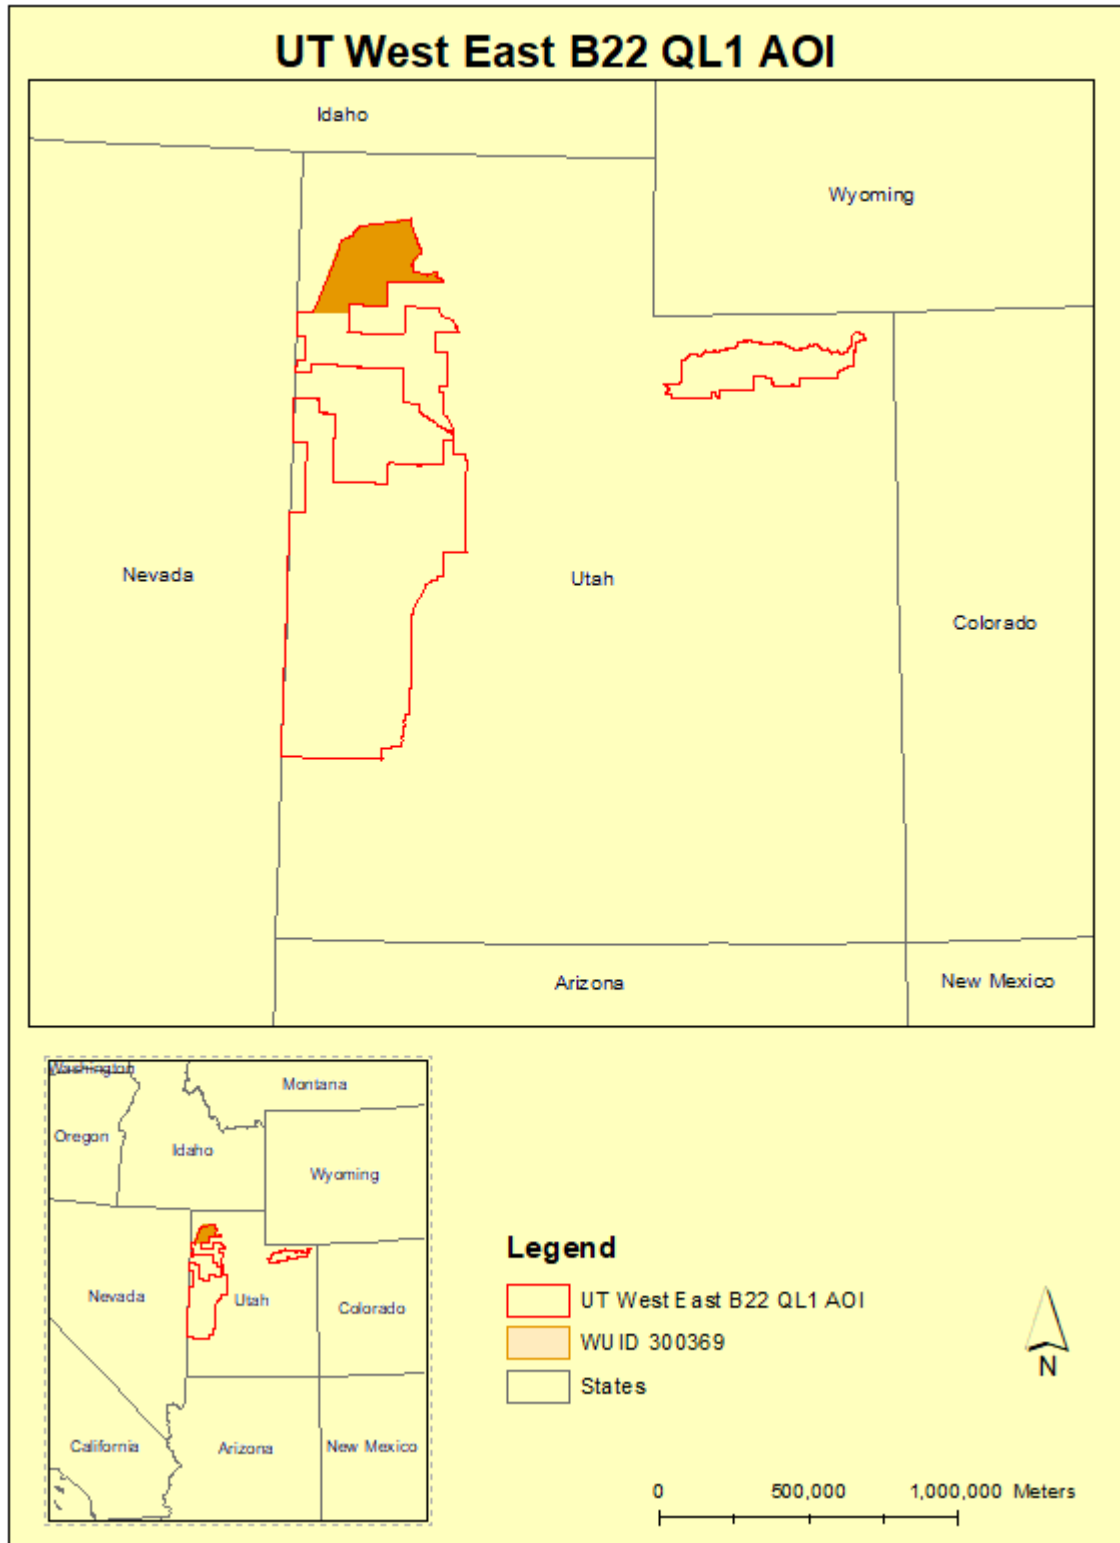 UT West East B22 QL1 AOI
Idaho
Wyoming
Nevada
Utah
Colorado
Arizona
New Mexico
Washington
Montana
Oregon
Idaho
Wyoming
Nevada
Utah
Colorado
California
Arizona
New Mexico
Legend
UT West East B22 QL1 AOI
WUID 300369
States
N
0 500,000 1,000,000 Meters